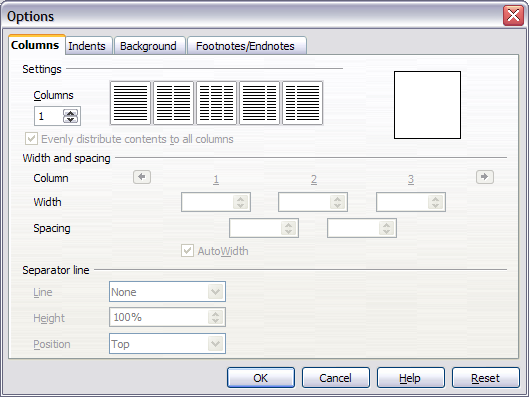 Options
Columns Indents Background Footnotes/Endnotes
Settings
Columns
1
Evenly distribute contents to all columns
Width and spacing
Column 1 2 3
Width
Spacing
AutoWidth
Separator line
Line None
Height 100%
Position Top
OK Cancel Help Reset